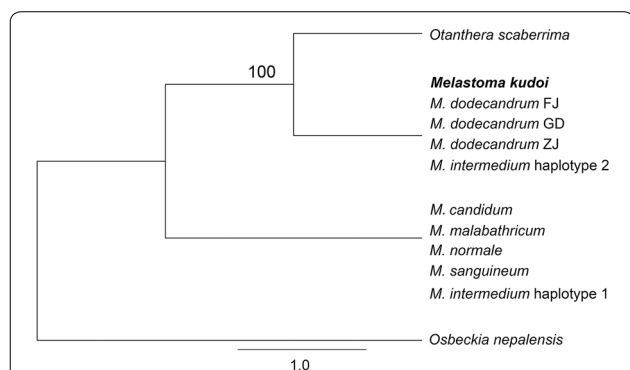 Otanthera scaberrima
100
Melastoma kudoi
M. dodecandrum FJ
M. dodecandrum GD
M. dodecandrum ZJ
M. intermedium haplotype 2
M. candidum
M. malabathricum
M. normale
M. sanguineum
M. intermedium haplotype 1
Osbeckia nepalensis
1.0